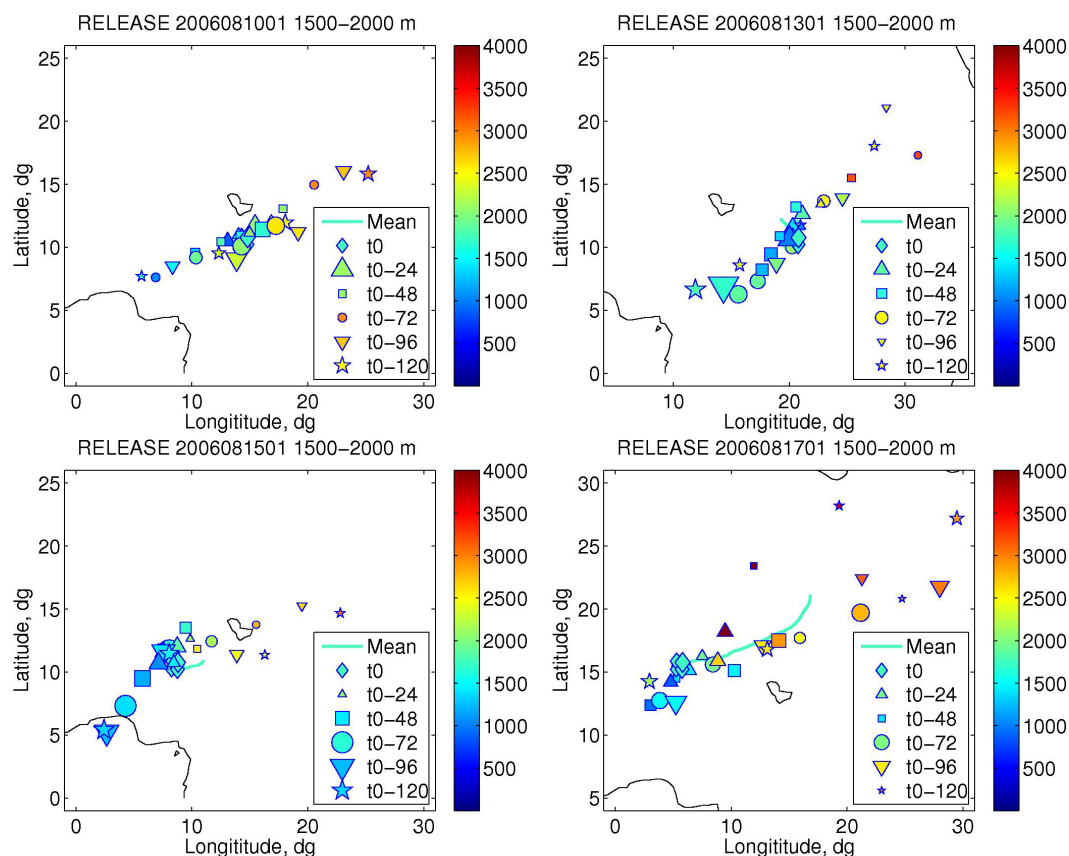 RELEASE 2006081001 1500-2000 m
25
20
15
10
5
0
0
10
20
30
Latitude, dg
Longititude, dg
Mean
t0
t0-24
t0-48
t0-72
t0-96
t0-120
4000
3500
3000
2500
2000
1500
1000
500
RELEASE 2006081301 1500-2000 m
25
20
15
10
5
0
10
20
30
Latitude, dg
Longititude, dg
Mean
t0
t0-24
t0-48
t0-72
t0-96
t0-120
4000
3500
3000
2500
2000
1500
1000
500
RELEASE 2006081501 1500-2000 m
25
20
15
10
5
0
0
10
20
30
Latitude, dg
Longititude, dg
Mean
t0
t0-24
t0-48
t0-72
t0-96
t0-120
4000
3500
3000
2500
2000
1500
1000
500
RELEASE 2006081701 1500-2000 m
30
25
20
15
10
5
0
10
20
30
Latitude, dg
Longititude, dg
Mean
t0
t0-24
t0-48
t0-72
t0-96
t0-120
4000
3500
3000
2500
2000
1500
1000
500